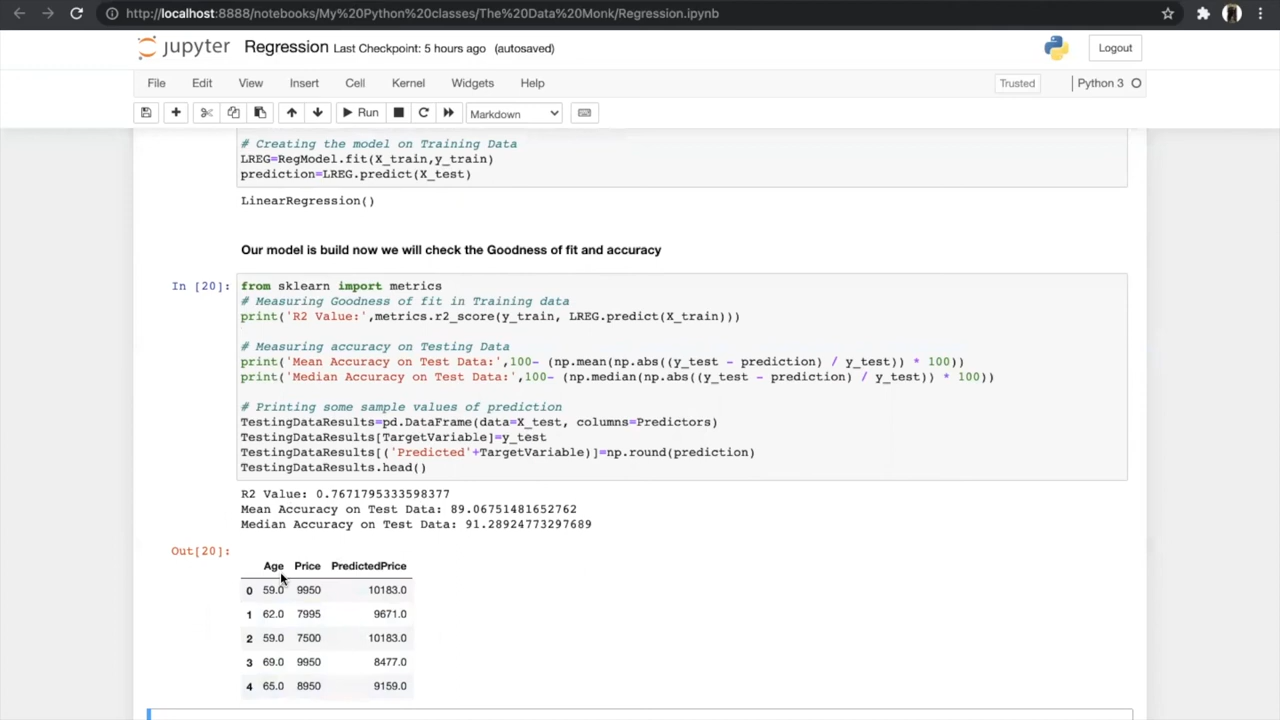 http://localhost:8888/notebooks/My%20Python%20classes/The%20Data%20Monk/Regression.ipynb
jupyter Regression Last Checkpoint: 5 hours ago (autosaved) Logout
File Edit View Insert Cell Kernel Widgets Help Trusted Python 3
Run Markdown
# Creating the model on Training Data
LREG=RegModel.fit(X_train,y_train)
prediction=LREG.predict(X_test)
LinearRegression()
Our model is build now we will check the Goodness of fit and accuracy
In [20]: from sklearn import metrics
# Measuring Goodness of fit in Training data
print('R2 Value:',metrics.r2_score(y_train, LREG.predict(X_train)))
# Measuring accuracy on Testing Data
print('Mean Accuracy on Test Data:',100- (np.mean(np.abs((y_test - prediction) / y_test)) * 100))
print('Median Accuracy on Test Data:',100- (np.median(np.abs((y_test - prediction) / y_test)) * 100))
# Printing some sample values of prediction
TestingDataResults=pd.DataFrame(data=X_test, columns=Predictors)
TestingDataResults[TargetVariable]=y_test
TestingDataResults[('Predicted'+TargetVariable)]=np.round(prediction)
TestingDataResults.head()
R2 Value: 0.7671795333598377
Mean Accuracy on Test Data: 89.06751481652762
Median Accuracy on Test Data: 91.28924773297689
Out[20]:
Age Price PredictedPrice
0 59.0 9950 10183.0
1 62.0 7995 9671.0
2 59.0 7500 10183.0
3 69.0 9950 8477.0
4 65.0 8950 9159.0